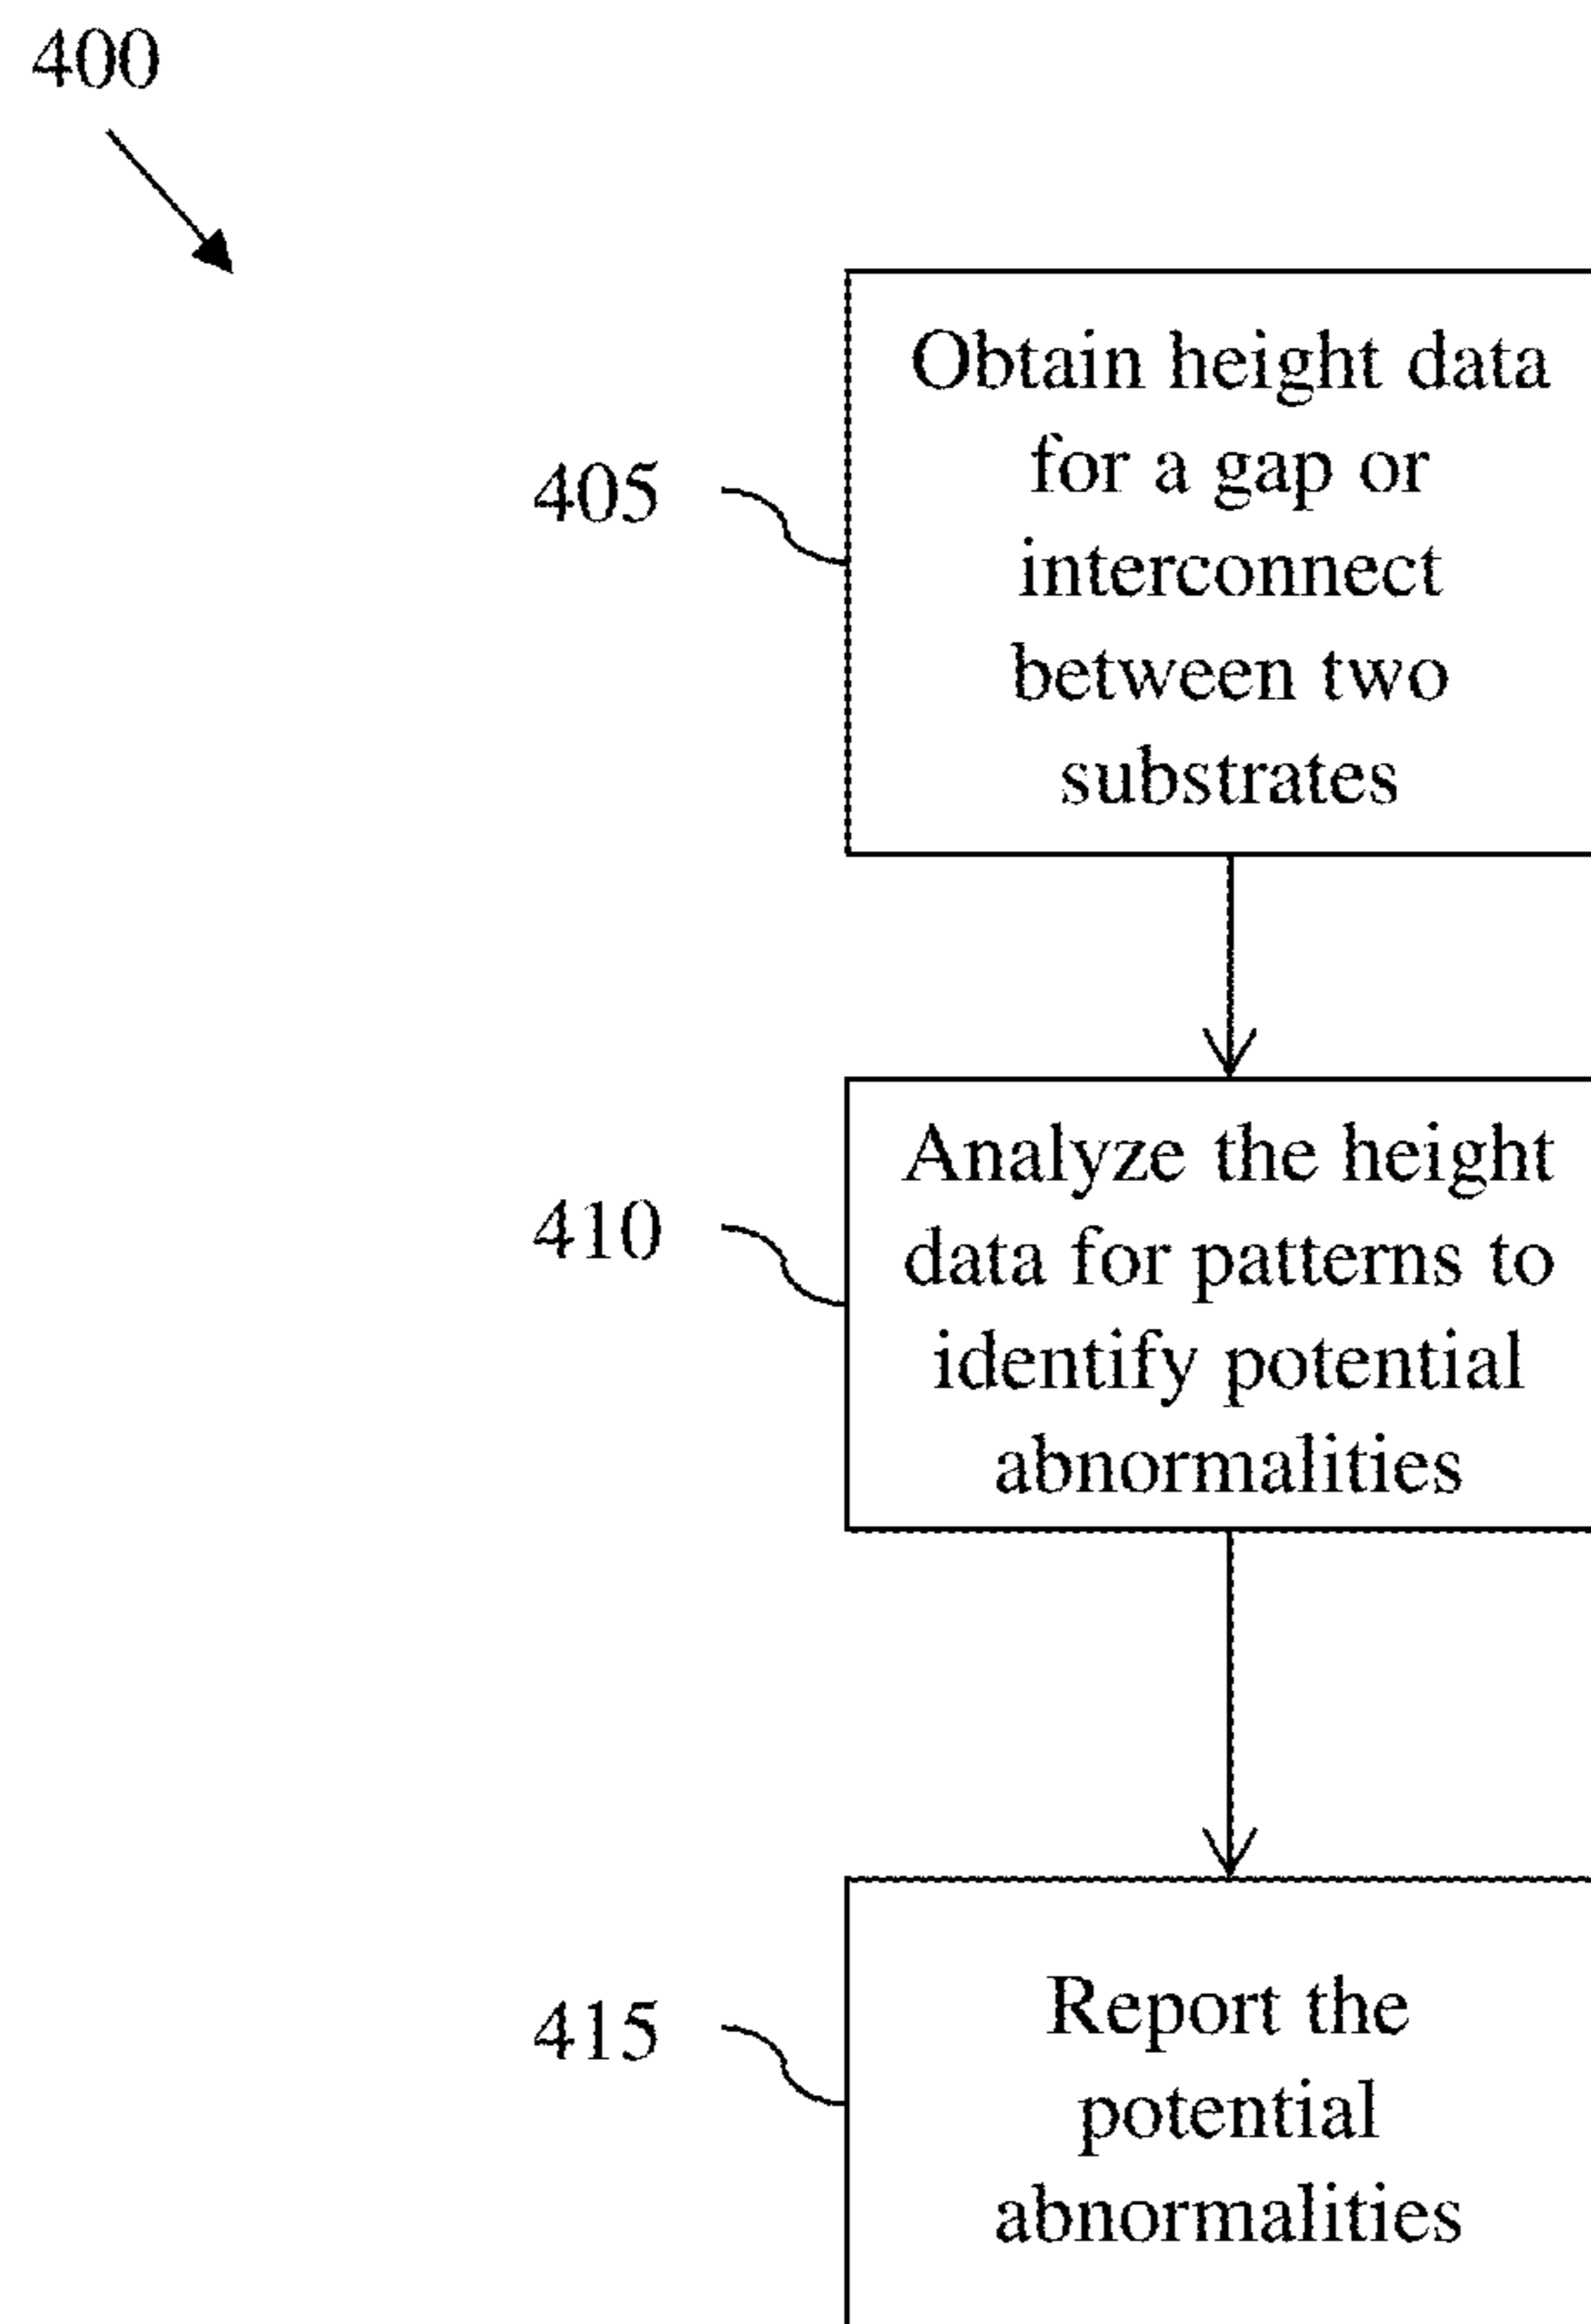 400
405
Obtain height data
for a gap or
interconnect
between two
substrates
410
Analyze the height
data for patterns to
identify potential
abnormalities
415
Report the
potential
abnormalities